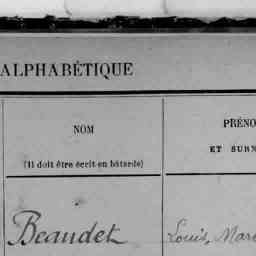 ALPHABÉTIQUE
NOM
(Il doit être écrit en bâtarde)
PRÉNO
ET SURN
Beaudet
Louis, Mar